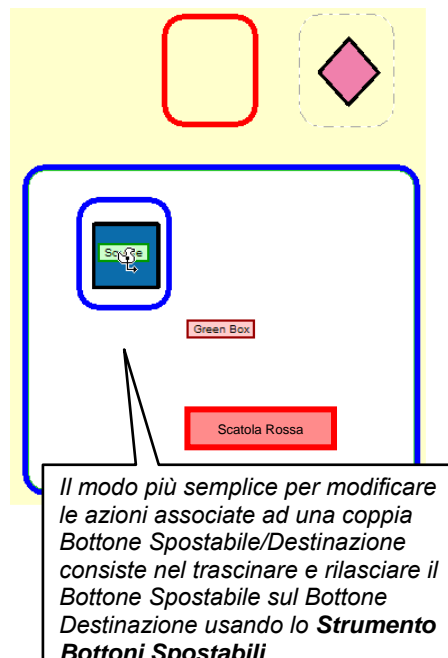 Green Box
Scatola Rossa
Il modo più semplice per modificare
le azioni associate ad una coppia
Bottone Spostabile/Destinazione
consiste nel trascinare e rilasciare il
Bottone Spostabile sul Bottone
Destinazione usando lo Strumento
Bottoni Spostabili